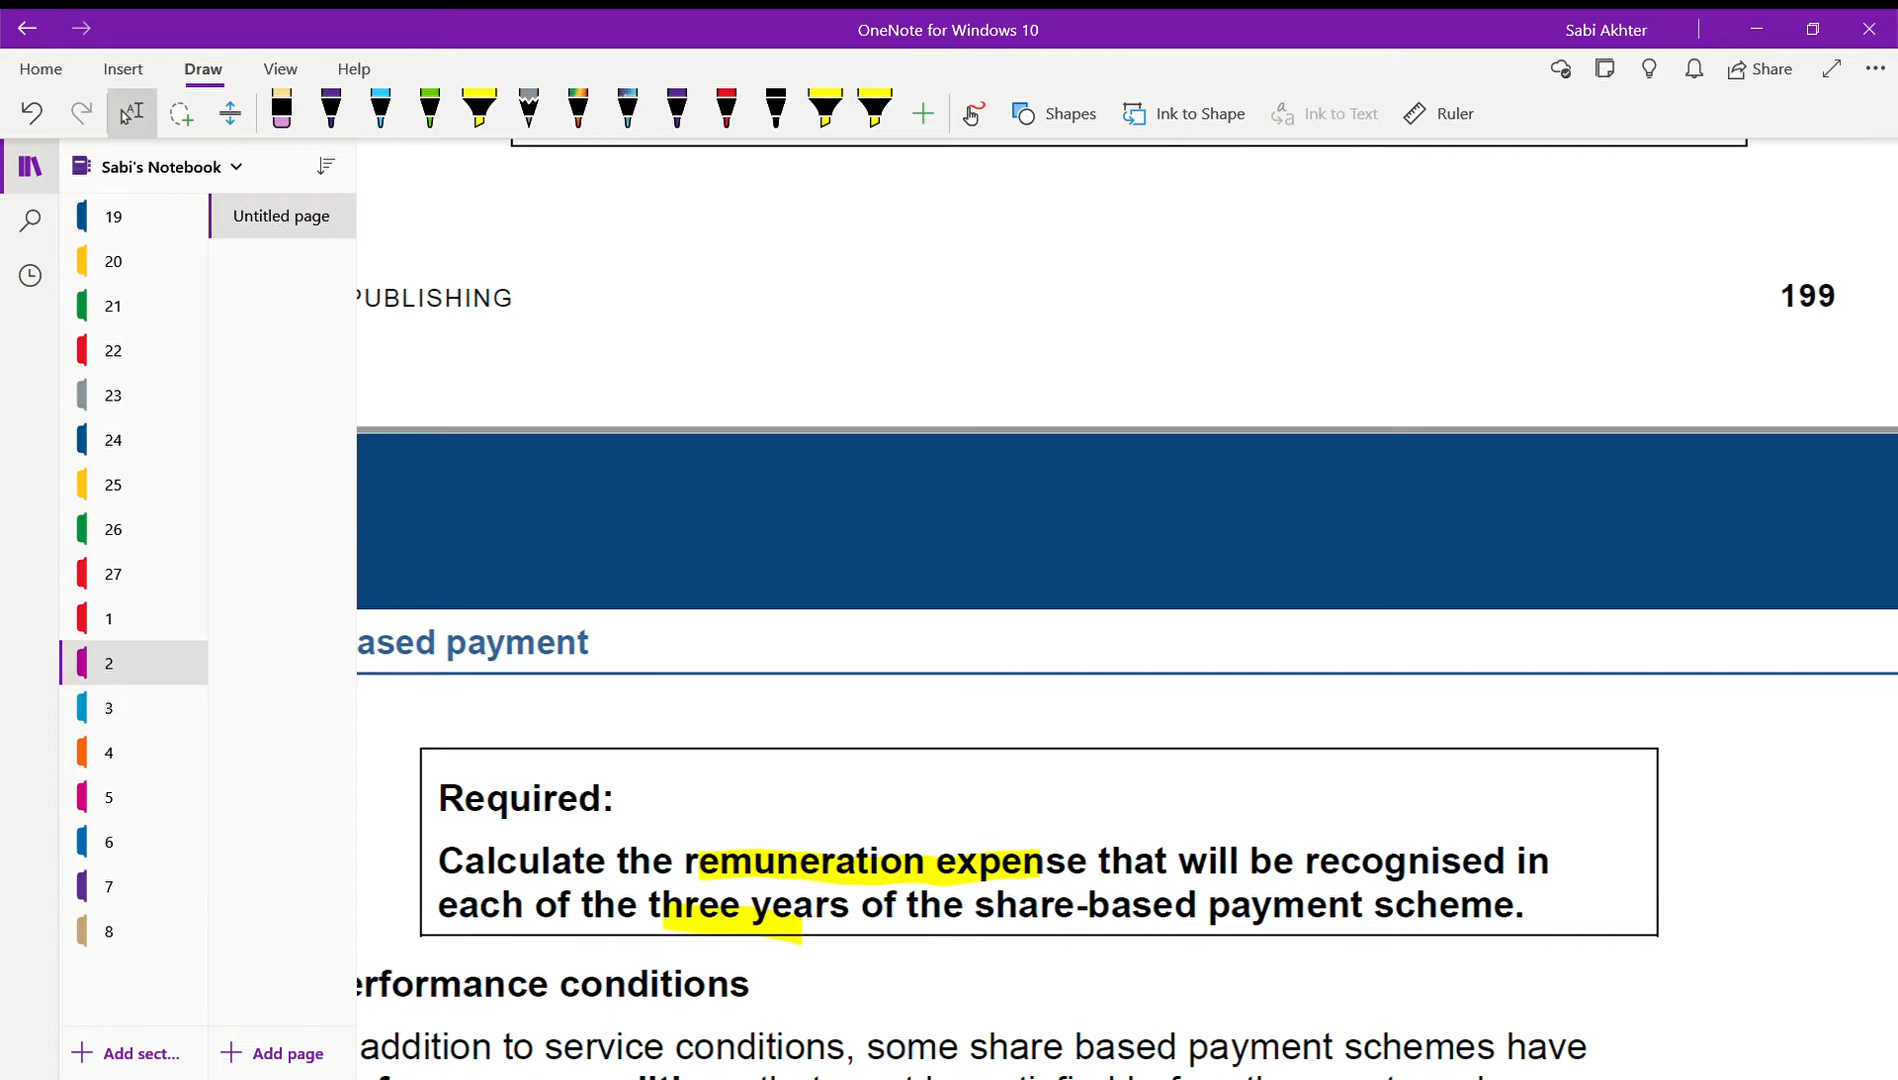 OneNote for Windows 10
Sabi Akhter
Home Insert Draw View Help
Share
Shapes
Ink to Shape
Ink to Text
Ruler
Sabi's Notebook
19
20
21
22
23
24
25
26
27
1
2
3
4
5
6
7
8
Add sect...
Untitled page
Add page
PUBLISHING 199
ased payment
Required:
Calculate the remuneration expense that will be recognised in
each of the three years of the share-based payment scheme.
erformance conditions
addition to service conditions, some share based payment schemes have